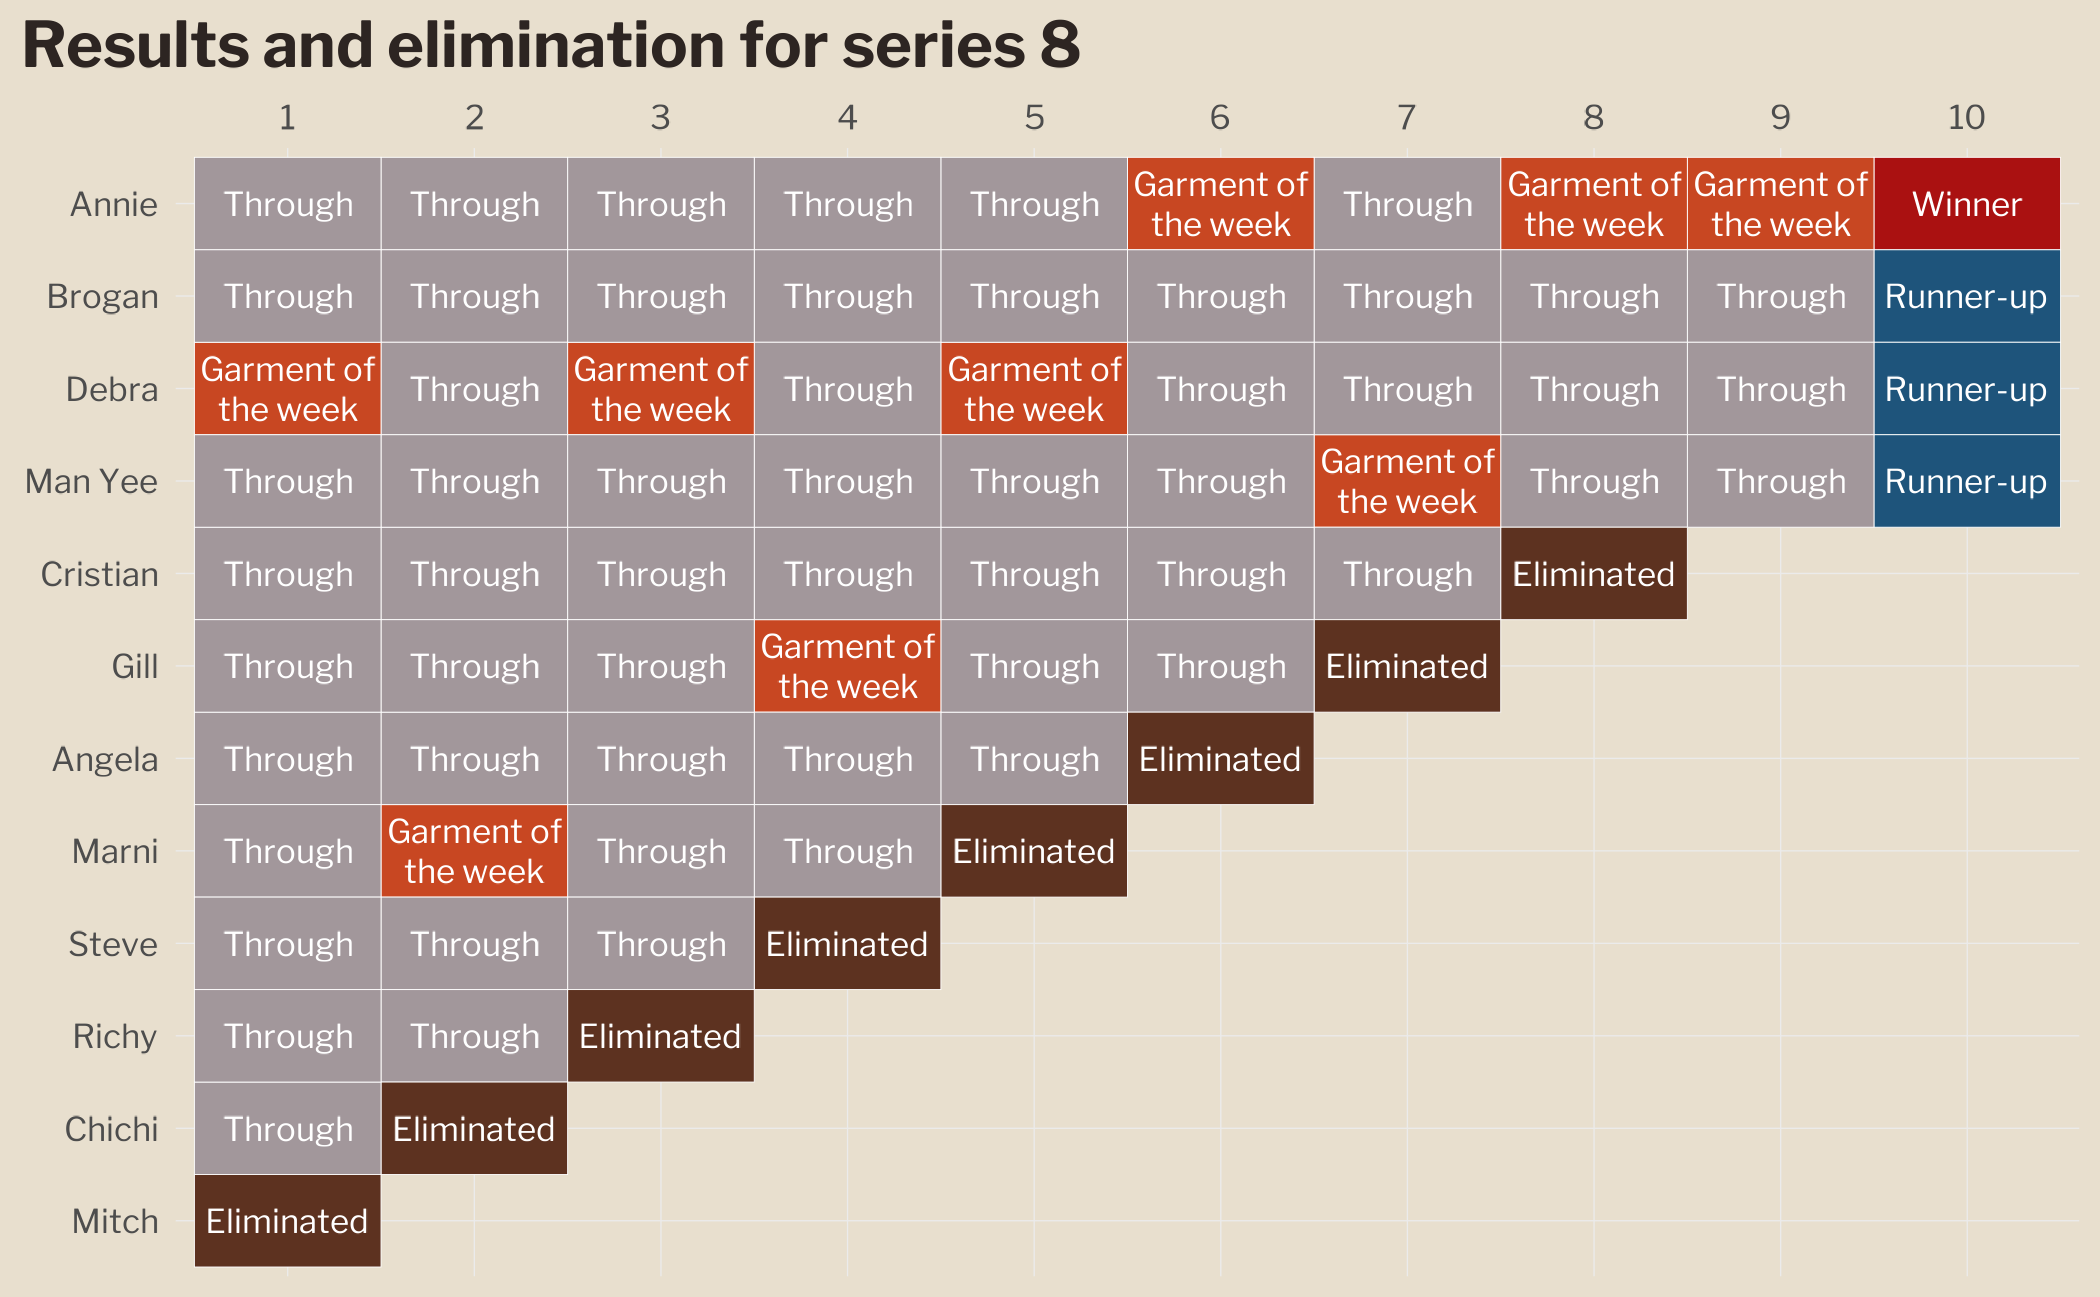 Results and elimination for series 8
1 2 3 4 5 6 7 8 9 10
Annie Through Through Through Through Through Garment of the week Through Garment of the week Garment of the week Winner
Brogan Through Through Through Through Through Through Through Through Through Runner-up
Debra Garment of the week Through Garment of the week Through Garment of the week Through Through Through Through Runner-up
Man Yee Through Through Through Through Through Through Garment of the week Through Through Runner-up
Cristian Through Through Through Through Through Through Through Eliminated
Gill Through Through Through Garment of the week Through Through Eliminated
Angela Through Through Through Through Through Eliminated
Marni Through Garment of the week Through Through Eliminated
Steve Through Through Through Eliminated
Richy Through Through Eliminated
Chichi Through Eliminated
Mitch Eliminated